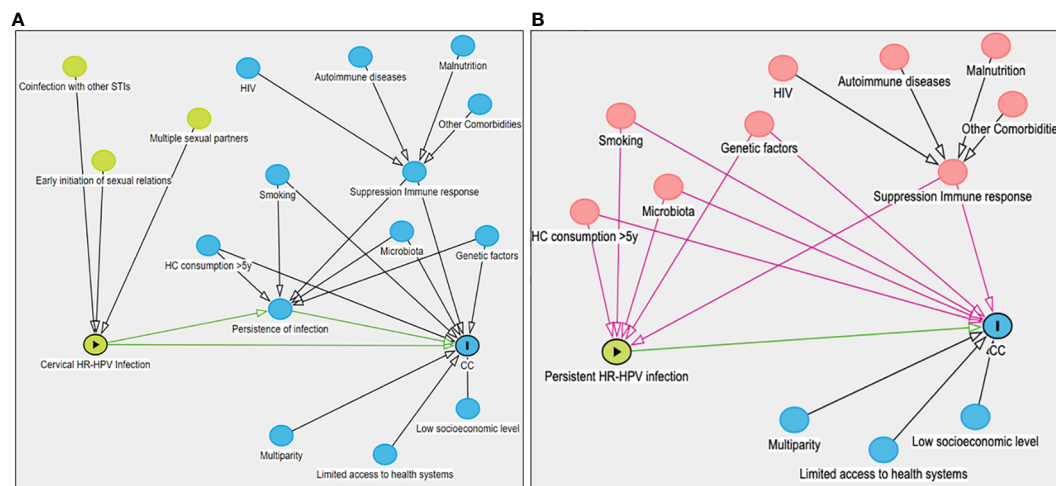 A
Coinfection with other STIs
Multiple sexual partners
Early initiation of sexual relations
HIV
Autoimmune diseases
Malnutrition
Other Comorbidities
Suppression Immune response
Smoking
Microbiota
Genetic factors
HC consumption >5y
Persistence of infection
Cervical HR-HPV Infection
CC
Low socioeconomic level
Multiparity
Limited access to health systems
B
HIV
Autoimmune diseases
Malnutrition
Other Comorbidities
Smoking
Genetic factors
Suppression Immune response
Microbiota
HC consumption >5y
Persistent HR-HPV infection
CC
Multiparity
Low socioeconomic level
Limited access to health systems